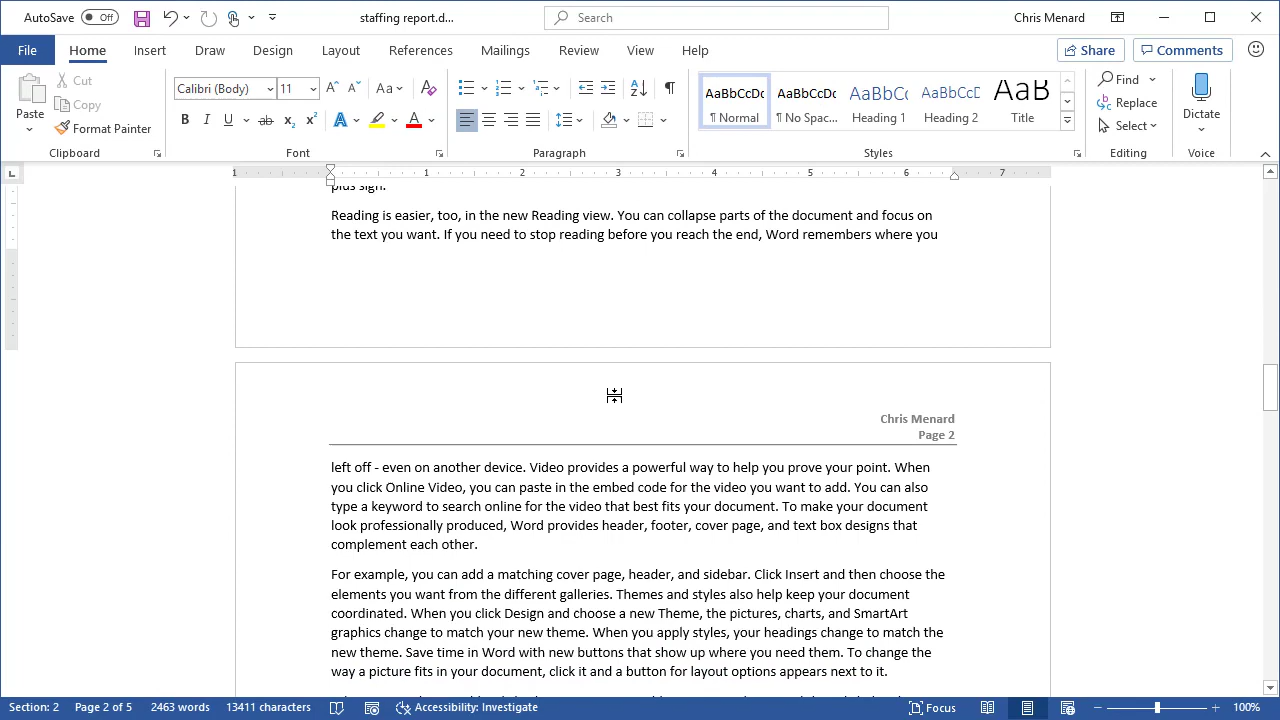 AutoSave Off staffing report.d... Search Chris Menard
File Home Insert Draw Design Layout References Mailings Review View Help Share Comments
Paste Cut Copy Format Painter Clipboard
Calibri (Body) 11 Aa A
B I U ab x₂ x² A A Font
Paragraph
AaBbCcDc ¶ Normal AaBbCcDc ¶ No Spac... AaBbCc Heading 1 AaBbCcD Heading 2 AaB Title Styles
Find Replace Select Editing
Dictate Voice
1 1 2 3 4 5 6 7
plus sign.
Reading is easier, too, in the new Reading view. You can collapse parts of the document and focus on
the text you want. If you need to stop reading before you reach the end, Word remembers where you
Chris Menard
Page 2
left off - even on another device. Video provides a powerful way to help you prove your point. When
you click Online Video, you can paste in the embed code for the video you want to add. You can also
type a keyword to search online for the video that best fits your document. To make your document
look professionally produced, Word provides header, footer, cover page, and text box designs that
complement each other.
For example, you can add a matching cover page, header, and sidebar. Click Insert and then choose the
elements you want from the different galleries. Themes and styles also help keep your document
coordinated. When you click Design and choose a new Theme, the pictures, charts, and SmartArt
graphics change to match your new theme. When you apply styles, your headings change to match the
new theme. Save time in Word with new buttons that show up where you need them. To change the
way a picture fits in your document, click it and a button for layout options appears next to it.
Section: 2 Page 2 of 5 2463 words 13411 characters Accessibility: Investigate Focus 100%